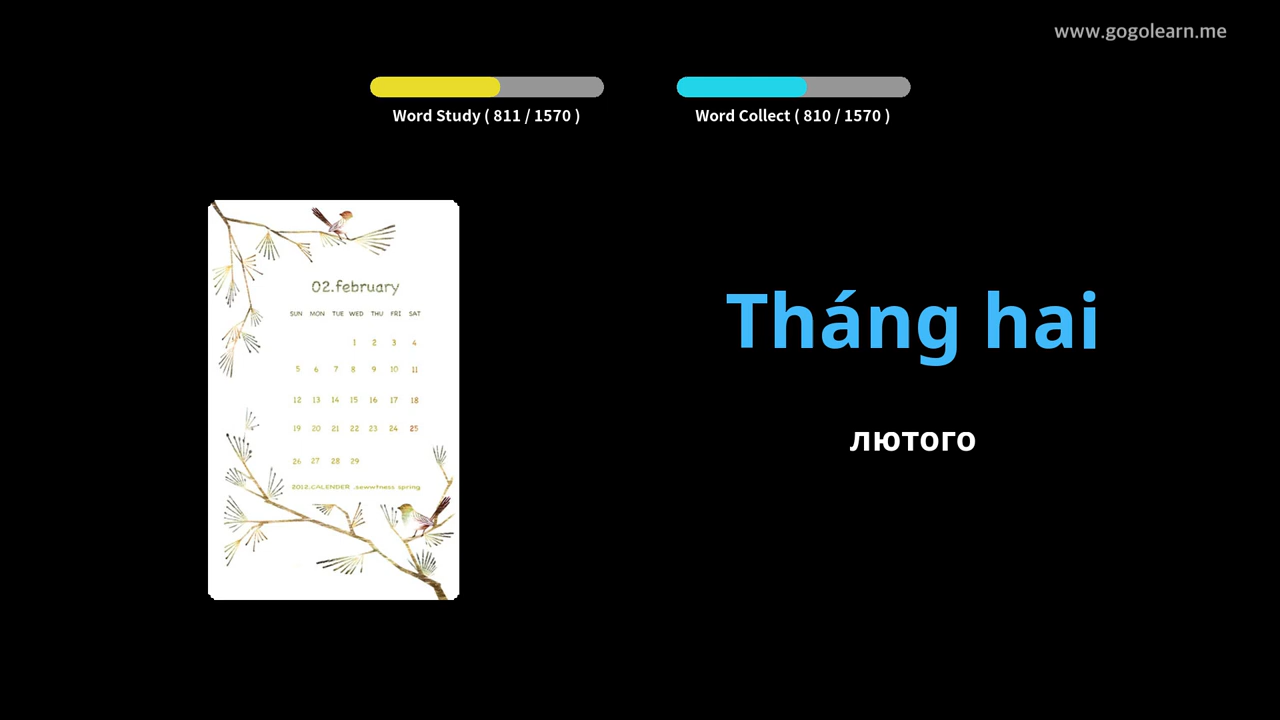 www.gogolearn.me
Word Study ( 811 / 1570 )
Word Collect ( 810 / 1570 )
02.february
SUN MON TUE WED THU FRI SAT
1 2 3 4
5 6 7 8 9 10 11
12 13 14 15 16 17 18
19 20 21 22 23 24 25
26 27 28 29
2012.CALENDER .sewwtness spring
Tháng hai
лютого